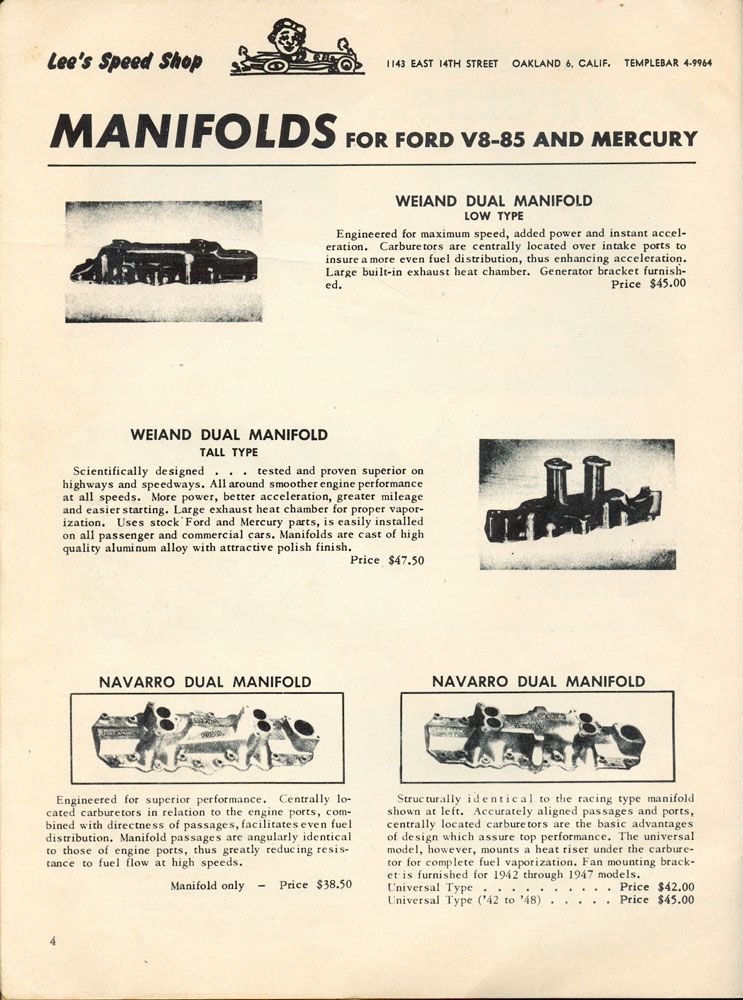 Lee's Speed Shop
1143 EAST 14TH STREET OAKLAND 6, CALIF. TEMPLEBAR 4-9964
MANIFOLDS FOR FORD V8-85 AND MERCURY
WEIAND DUAL MANIFOLD
LOW TYPE
Engineered for maximum speed, added power and instant accel-
eration. Carburetors are centrally located over intake ports to
insure a more even fuel distribution, thus enhancing acceleration.
Large built-in exhaust heat chamber. Generator bracket furnish-
ed. Price $45.00
WEIAND DUAL MANIFOLD
TALL TYPE
Scientifically designed . . . tested and proven superior on
highways and speedways. All around smoother engine performance
at all speeds. More power, better acceleration, greater mileage
and easier starting. Large exhaust heat chamber for proper vapor-
ization. Uses stock Ford and Mercury parts, is easily installed
on all passenger and commercial cars. Manifolds are cast of high
quality aluminum alloy with attractive polish finish.
Price $47.50
NAVARRO DUAL MANIFOLD
Engineered for superior performance. Centrally lo-
cated carburetors in relation to the engine ports, com-
bined with directness of passages, facilitates even fuel
distribution. Manifold passages are angularly identical
to those of engine ports, thus greatly reducing resis-
tance to fuel flow at high speeds.
Manifold only — Price $38.50
NAVARRO DUAL MANIFOLD
Structurally identical to the racing type manifold
shown at left. Accurately aligned passages and ports,
centrally located carburetors are the basic advantages
of design which assure top performance. The universal
model, however, mounts a heat riser under the carbure-
tor for complete fuel vaporization. Fan mounting brack-
et is furnished for 1942 through 1947 models.
Universal Type . . . . . . . . . . Price $42.00
Universal Type ('42 to '48) . . . . . Price $45.00
4